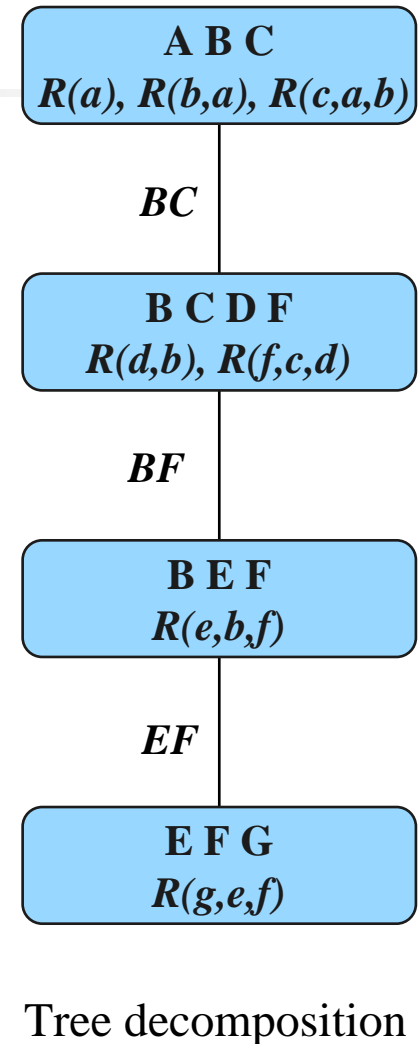 A B C
R(a), R(b,a), R(c,a,b)
BC
B C D F
R(d,b), R(f,c,d)
BF
B E F
R(e,b,f)
EF
E F G
R(g,e,f)
Tree decomposition